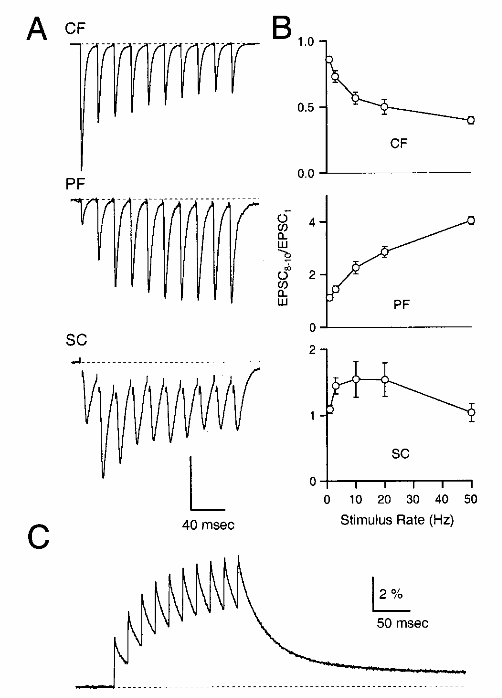 A
CF
PF
SC
40 msec
B
1.0
0.5
0.0
CF
EPSC8-10/EPSC1
4
2
0
PF
2
1
0
SC
0 10 20 30 40 50
Stimulus Rate (Hz)
C
2 %
50 msec